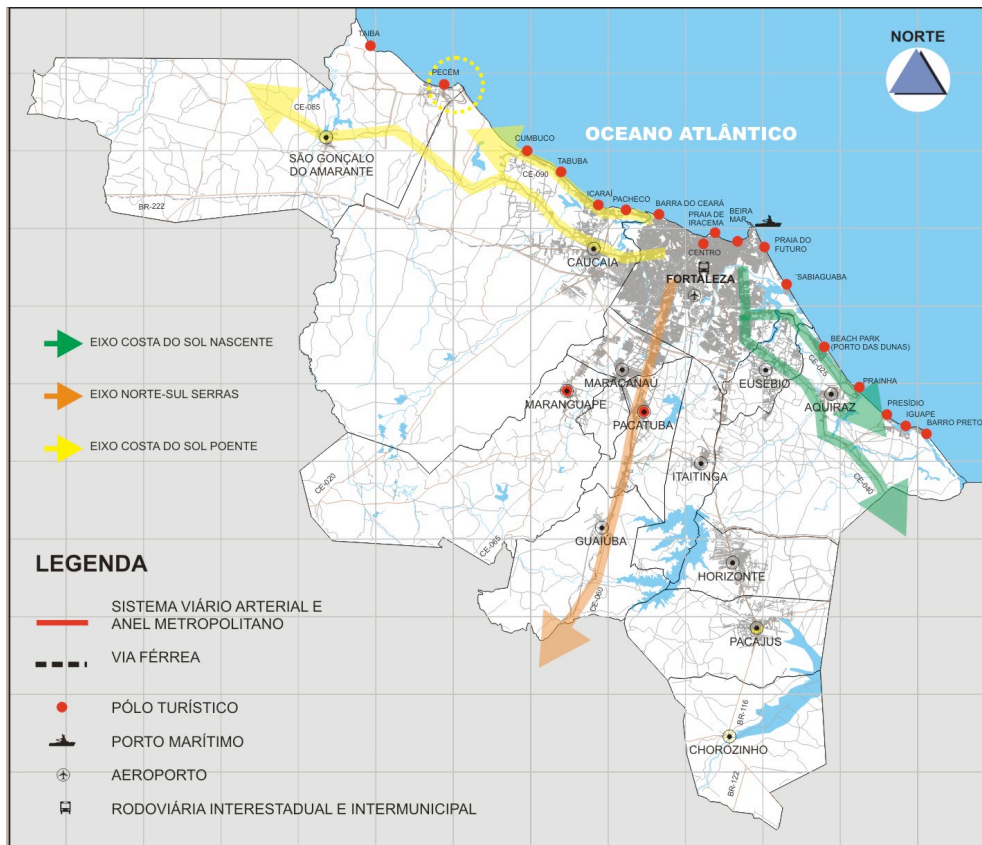 NORTE
TAIBA
PECÉM
CE-085
OCEANO ATLÂNTICO
CUMBUCO
SÃO GONÇALO
DO AMARANTE
TABUBA
CE-090
ICARAÍ
PACHECO
BARRA DO CEARÁ
BR-222
PRAIA DE
IRACEMA
BEIRA
MAR
CENTRO
PRAIA DO
FUTURO
CAUCAIA
FORTALEZA
'SABIAGUABA
EIXO COSTA DO SOL NASCENTE
BEACH PARK
(PORTO DAS DUNAS)
MARACANAÚ
EUSÉBIO
PRAINHA
EIXO NORTE-SUL SERRAS
MARANGUAPE
AQUIRAZ
PRESÍDIO
PACATUBA
IGUAPE
BARRO PRETO
EIXO COSTA DO SOL POENTE
ITAITINGA
CE-020
CE-040
GUAIÚBA
CE-065
LEGENDA
HORIZONTE
CE-060
SISTEMA VIÁRIO ARTERIAL E
ANEL METROPOLITANO
PACAJUS
VIA FÉRREA
PÓLO TURÍSTICO
BR-116
PORTO MARÍTIMO
CHOROZINHO
AEROPORTO
BR-122
RODOVIÁRIA INTERESTADUAL E INTERMUNICIPAL